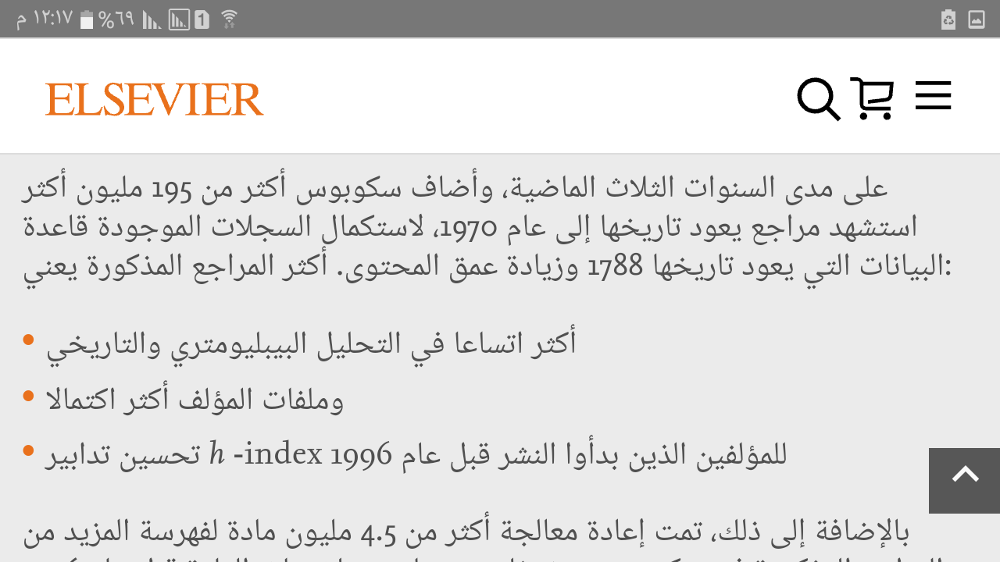 م ١٢:١٧ %٦٩ 1
ELSEVIER
على مدى السنوات الثلاث الماضية، وأضاف سكوبوس أكثر من 195 مليون أكثر
استشهد مراجع يعود تاريخها إلى عام 1970، لاستكمال السجلات الموجودة قاعدة
البيانات التي يعود تاريخها 1788 وزيادة عمق المحتوى. أكثر المراجع المذكورة يعني:
• أكثر اتساعا في التحليل الببليومتري والتاريخي
• وملفات المؤلف أكثر اكتمالا
• تحسين تدابير h -index للمؤلفين الذين بدأوا النشر قبل عام 1996
بالإضافة إلى ذلك، تمت إعادة معالجة أكثر من 4.5 مليون مادة لفهرسة المزيد من